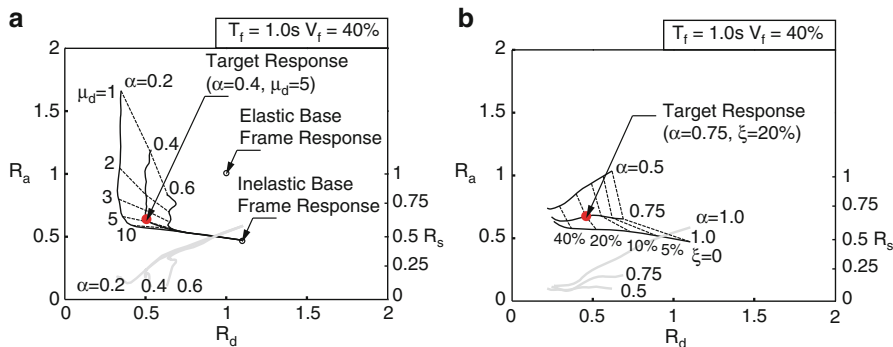 a
T_f = 1.0s V_f = 40%
2
1.5
1
0.5
0
R_a
0
0.5
1
1.5
2
R_d
1
0.75
0.5
0.25
0
R_s
μ_d=1
α=0.2
2
3
5
10
0.4
0.6
Target Response
(α=0.4, μ_d=5)
Elastic Base
Frame Response
Inelastic Base
Frame Response
α=0.2
0.4
0.6
b
T_f = 1.0s V_f = 40%
2
1.5
1
0.5
0
R_a
0
0.5
1
1.5
2
R_d
1
0.75
0.5
0.25
0
R_s
Target Response
(α=0.75, ξ=20%)
α=0.5
0.75
α=1.0
1.0
ξ=0
40%
20%
10%
5%
0.75
0.5